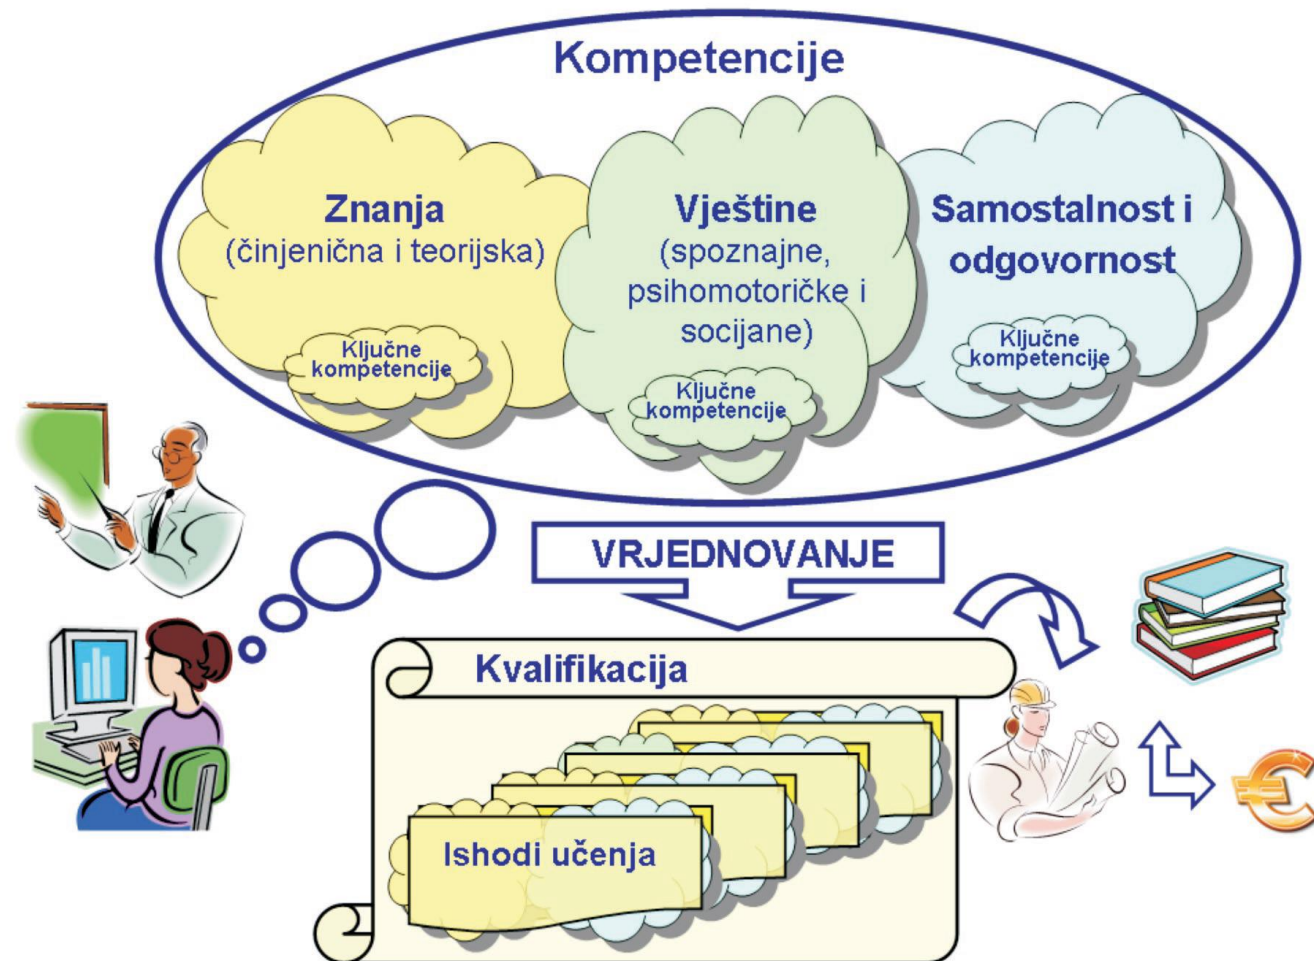 Kompetencije
Znanja
(činjenična i teorijska)
Ključne
kompetencije
Vještine
(spoznajne,
psihomotoričke i
socijane)
Ključne
kompetencije
Samostalnost i
odgovornost
Ključne
kompetencije
VRJEDNOVANJE
Kvalifikacija
Ishodi učenja